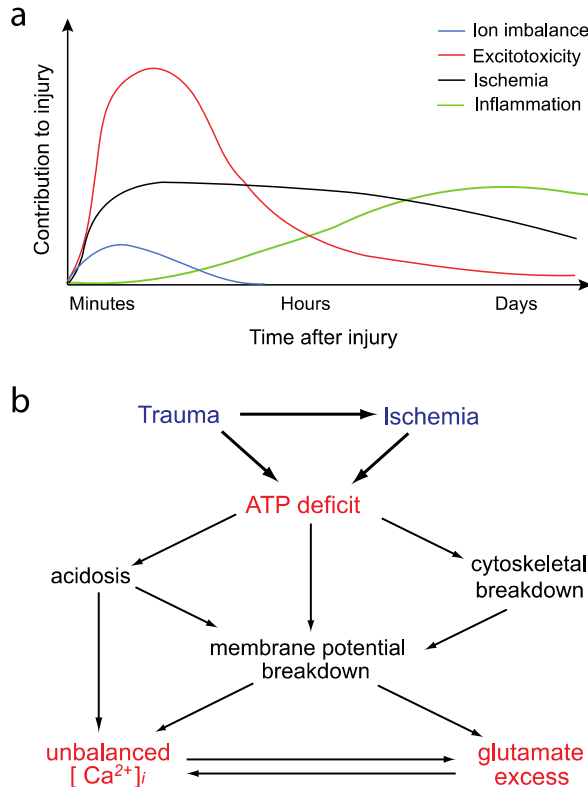 a
Ion imbalance
Excitotoxicity
Ischemia
Inflammation
Contribution to injury
Minutes
Hours
Days
Time after injury
b
Trauma
Ischemia
ATP deficit
acidosis
cytoskeletal
breakdown
membrane potential
breakdown
unbalanced
[ Ca²⁺]i
glutamate
excess